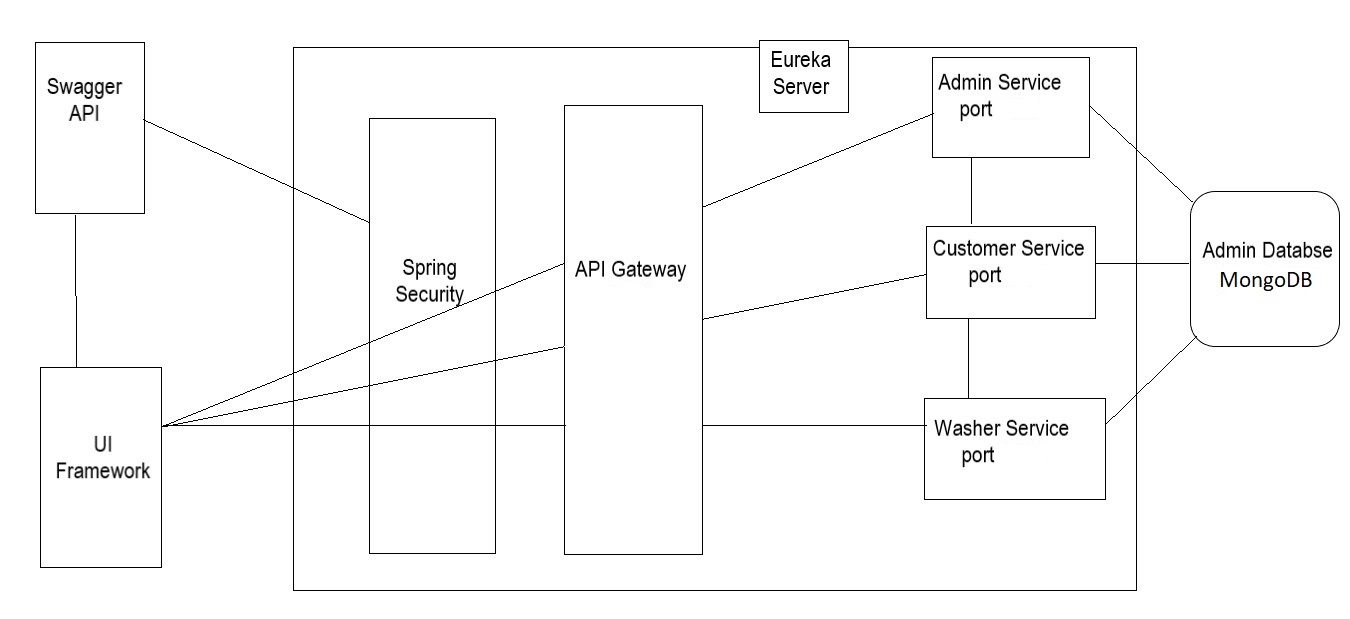 Swagger
API
Eureka
Server
Admin Service
port
Spring
Security
API Gateway
Customer Service
port
Admin Databse
MongoDB
UI
Framework
Washer Service
port